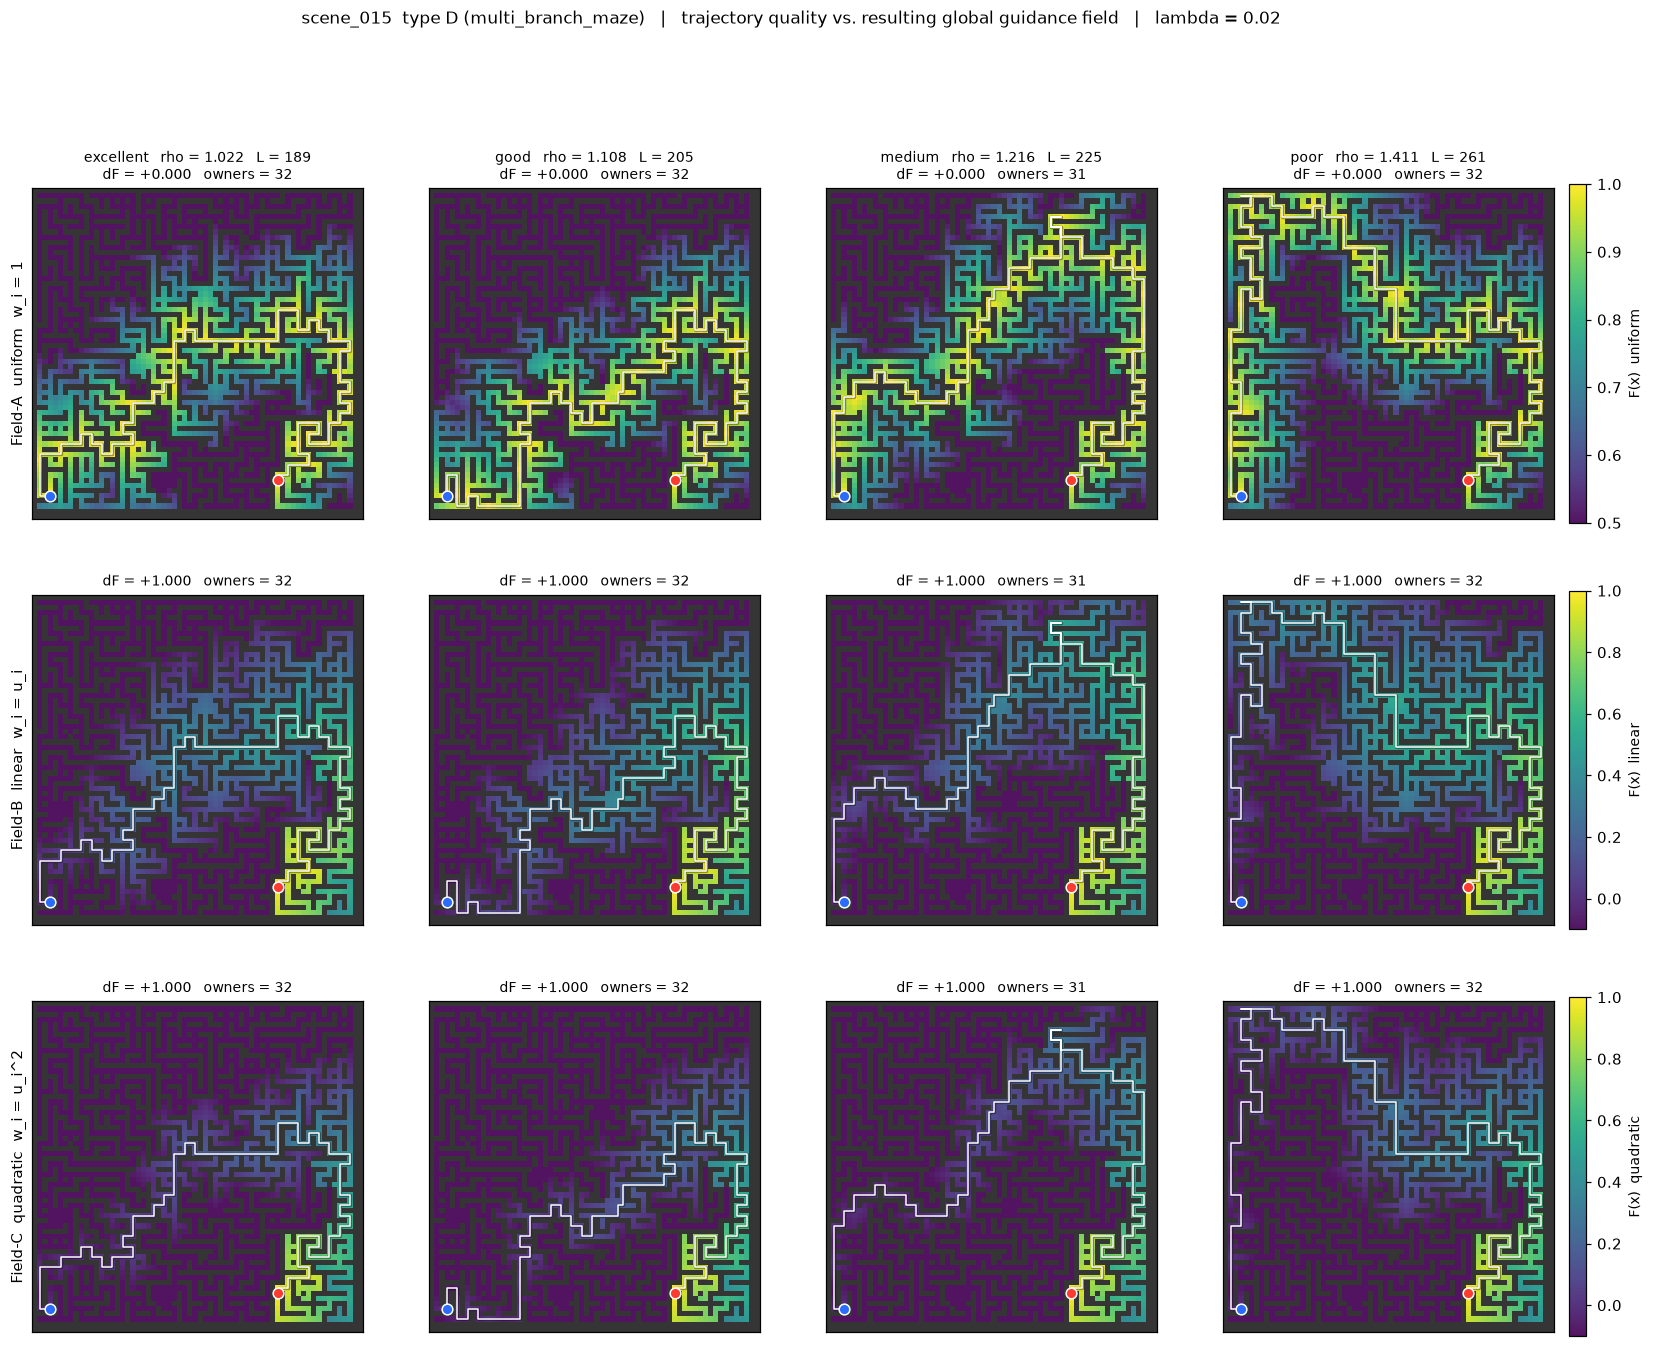 scene_015  type D (multi_branch_maze)   |   trajectory quality vs. resulting global guidance field   |   lambda = 0.02
excellent   rho = 1.022   L = 189
dF = +0.000   owners = 32
good   rho = 1.108   L = 205
dF = +0.000   owners = 32
medium   rho = 1.216   L = 225
dF = +0.000   owners = 31
poor   rho = 1.411   L = 261
dF = +0.000   owners = 32
Field-A  uniform  w_i = 1
1.0
0.9
0.8
0.7
0.6
0.5
F(x)  uniform
dF = +1.000   owners = 32
dF = +1.000   owners = 32
dF = +1.000   owners = 31
dF = +1.000   owners = 32
Field-B  linear  w_i = u_i
1.0
0.8
0.6
0.4
0.2
0.0
F(x)  linear
dF = +1.000   owners = 32
dF = +1.000   owners = 32
dF = +1.000   owners = 31
dF = +1.000   owners = 32
Field-C  quadratic  w_i = u_i^2
1.0
0.8
0.6
0.4
0.2
0.0
F(x)  quadratic